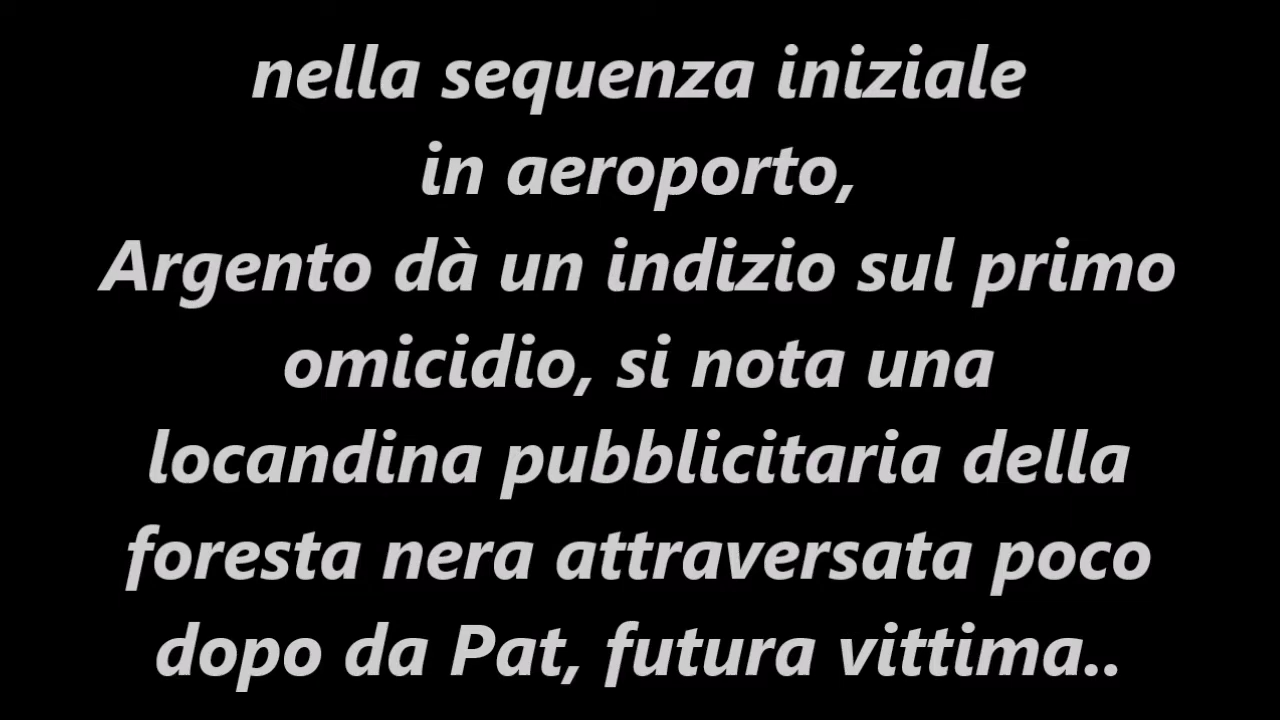 nella sequenza iniziale
in aeroporto,
Argento dà un indizio sul primo
omicidio, si nota una
locandina pubblicitaria della
foresta nera attraversata poco
dopo da Pat, futura vittima..